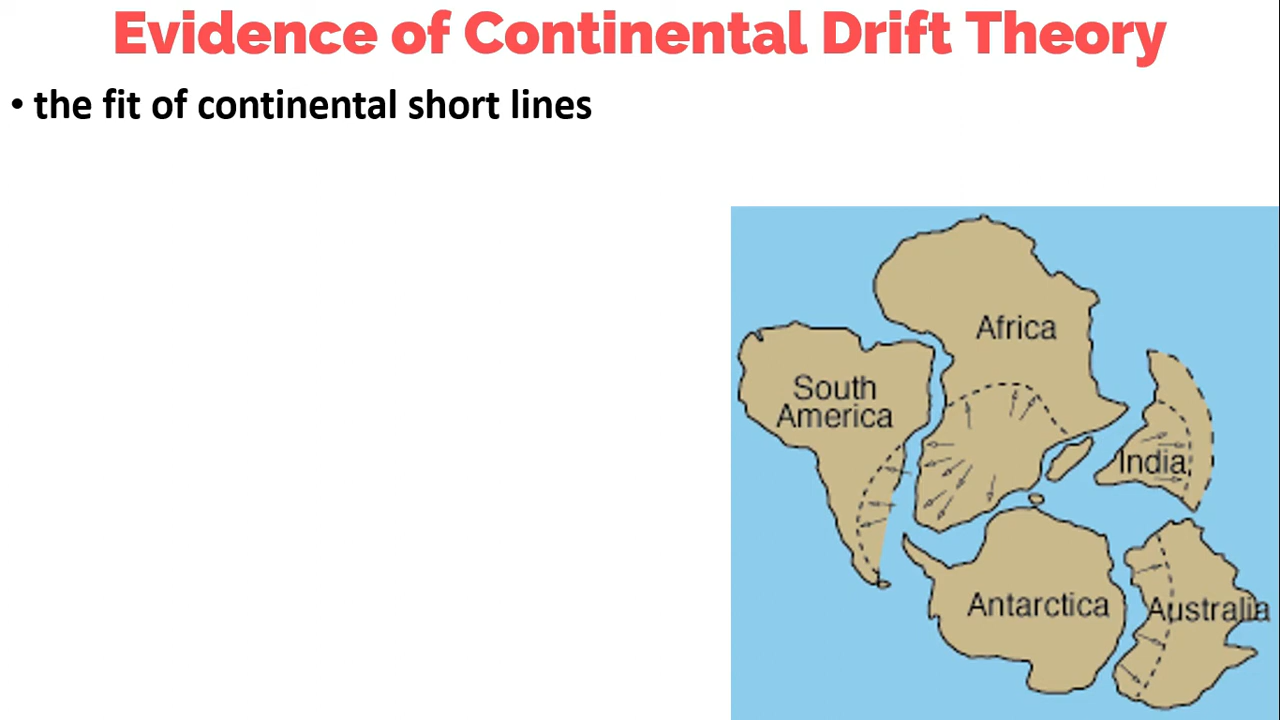 Evidence of Continental Drift Theory
• the fit of continental short lines
Africa
South
America
India
Antarctica
Australia